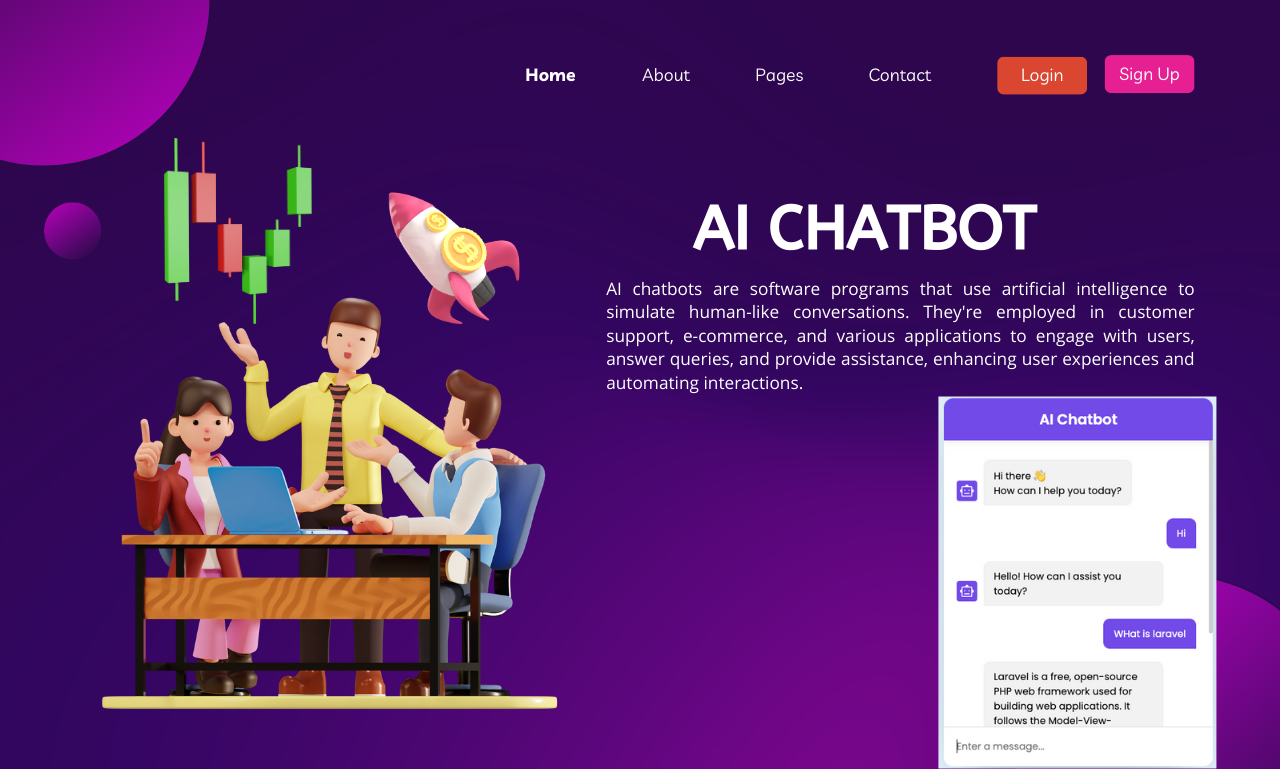 Home About Pages Contact Login Sign Up
AI CHATBOT
AI chatbots are software programs that use artificial intelligence to
simulate human-like conversations. They're employed in customer
support, e-commerce, and various applications to engage with users,
answer queries, and provide assistance, enhancing user experiences and
automating interactions.
AI Chatbot
Hi there 👋
How can I help you today?
Hi
Hello! How can I assist you
today?
WHat is laravel
Laravel is a free, open-source
PHP web framework used for
building web applications. It
follows the Model-View-
Enter a message...
$
$